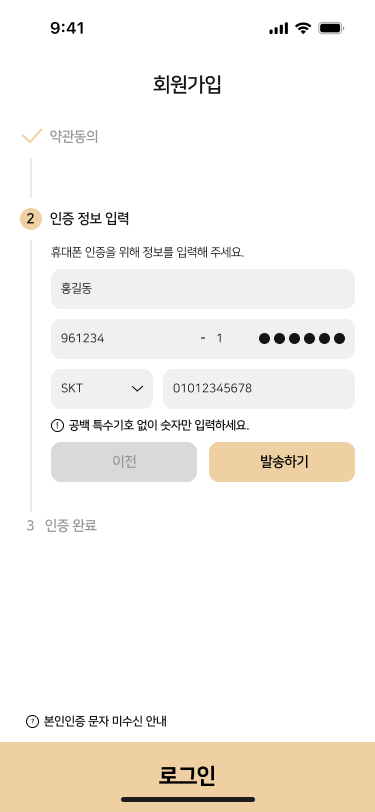 9:41
회원가입
약관동의
2 인증 정보 입력
휴대폰 인증을 위해 정보를 입력해 주세요.
홍길동
961234 - 1 ●●●●●●
SKT 01012345678
! 공백 특수기호 없이 숫자만 입력하세요.
이전 발송하기
3 인증 완료
? 본인인증 문자 미수신 안내
로그인